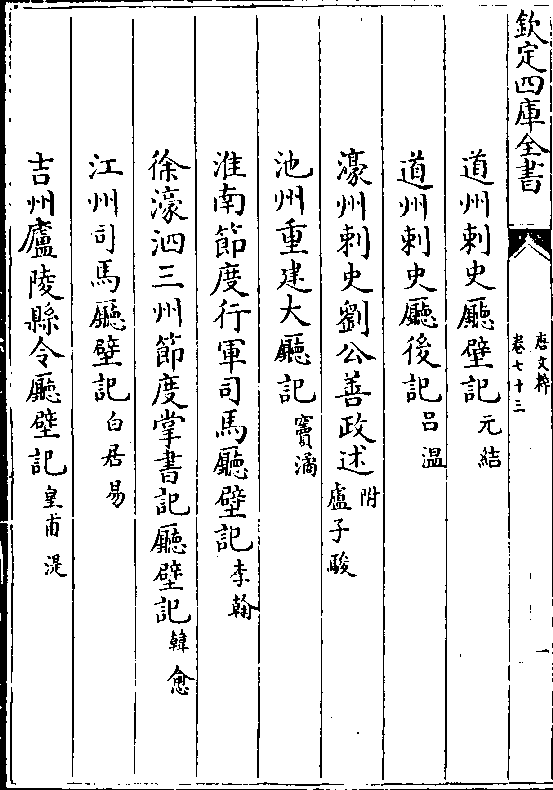 欽定四庫全書
唐文粹
卷七十三
一
道州刺史廳壁記 元結
道州刺史廳後記 呂溫
濠州刺史劉公善政述 附 盧子駿
池州重建大廳記 竇潏
淮南節度行軍司馬廳壁記 李翰
徐濠泗三州節度掌書記廳壁記 韓愈
江州司馬廳壁記 白居易
吉州廬陵縣令廳壁記 皇甫湜